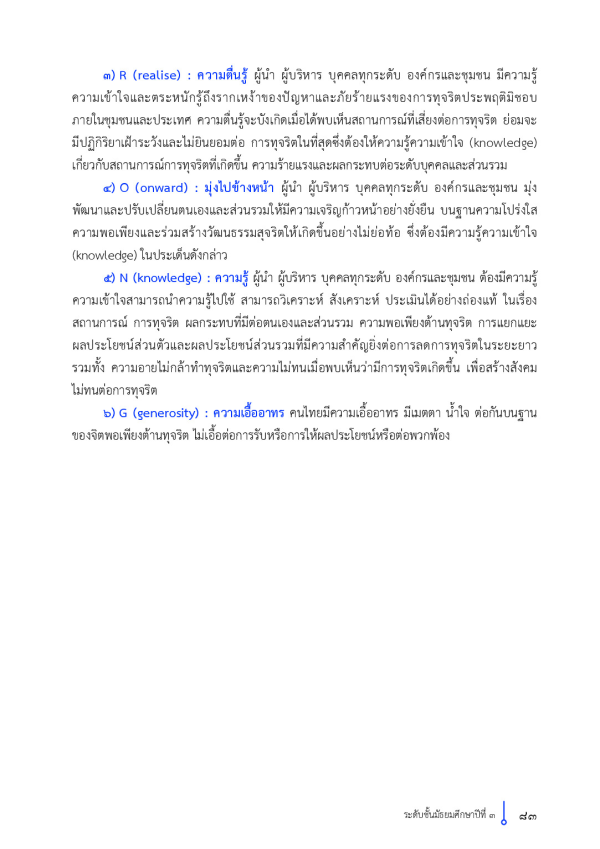 ๓) R (realise) : ความตื่นรู้ ผู้นำ ผู้บริหาร บุคคลทุกระดับ องค์กรและชุมชน มีความรู้
ความเข้าใจและตระหนักรู้ถึงรากเหง้าของปัญหาและภัยร้ายแรงของการทุจริตประพฤติมิชอบ
ภายในชุมชนและประเทศ ความตื่นรู้จะบังเกิดเมื่อได้พบเห็นสถานการณ์ที่เสี่ยงต่อการทุจริต ย่อมจะ
มีปฏิกิริยาเฝ้าระวังและไม่ยินยอมต่อ การทุจริตในที่สุดซึ่งต้องให้ความรู้ความเข้าใจ (knowledge)
เกี่ยวกับสถานการณ์การทุจริตที่เกิดขึ้น ความร้ายแรงและผลกระทบต่อระดับบุคคลและส่วนรวม
๔) O (onward) : มุ่งไปข้างหน้า ผู้นำ ผู้บริหาร บุคคลทุกระดับ องค์กรและชุมชน มุ่ง
พัฒนาและปรับเปลี่ยนตนเองและส่วนรวมให้มีความเจริญก้าวหน้าอย่างยั่งยืน บนฐานความโปร่งใส
ความพอเพียงและร่วมสร้างวัฒนธรรมสุจริตให้เกิดขึ้นอย่างไม่ย่อท้อ ซึ่งต้องมีความรู้ความเข้าใจ
(knowledge) ในประเด็นดังกล่าว
๕) N (knowledge) : ความรู้ ผู้นำ ผู้บริหาร บุคคลทุกระดับ องค์กรและชุมชน ต้องมีความรู้
ความเข้าใจสามารถนำความรู้ไปใช้ สามารถวิเคราะห์ สังเคราะห์ ประเมินได้อย่างถ่องแท้ ในเรื่อง
สถานการณ์ การทุจริต ผลกระทบที่มีต่อตนเองและส่วนรวม ความพอเพียงต้านทุจริต การแยกแยะ
ผลประโยชน์ส่วนตัวและผลประโยชน์ส่วนรวมที่มีความสำคัญยิ่งต่อการลดการทุจริตในระยะยาว
รวมทั้ง ความอายไม่กล้าทำทุจริตและความไม่ทนเมื่อพบเห็นว่ามีการทุจริตเกิดขึ้น เพื่อสร้างสังคม
ไม่ทนต่อการทุจริต
๖) G (generosity) : ความเอื้ออาทร คนไทยมีความเอื้ออาทร มีเมตตา น้ำใจ ต่อกันบนฐาน
ของจิตพอเพียงต้านทุจริต ไม่เอื้อต่อการรับหรือการให้ผลประโยชน์หรือต่อพวกพ้อง
ระดับชั้นมัธยมศึกษาปีที่ ๓ ๘๓